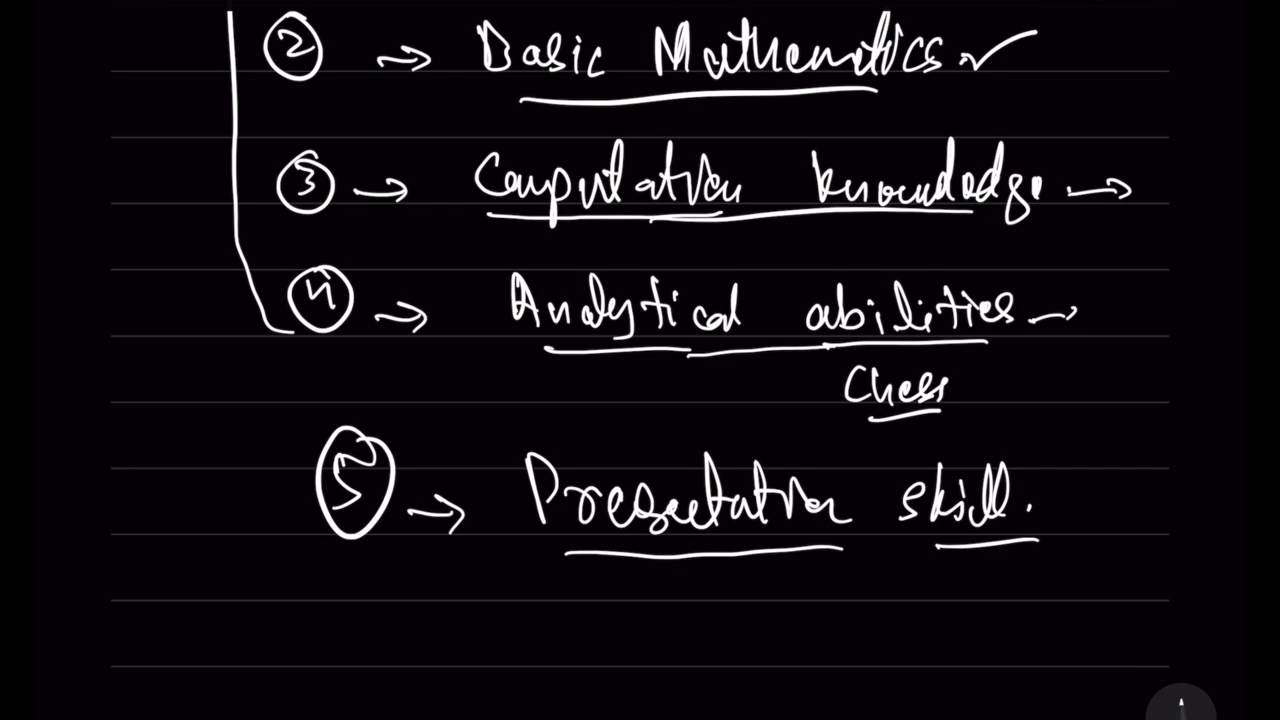 ② → Basic Mathematics ✓
③ → Computation knowledge →
④ → Analytical abilities →
Chess
⑤ → Presentation skill.